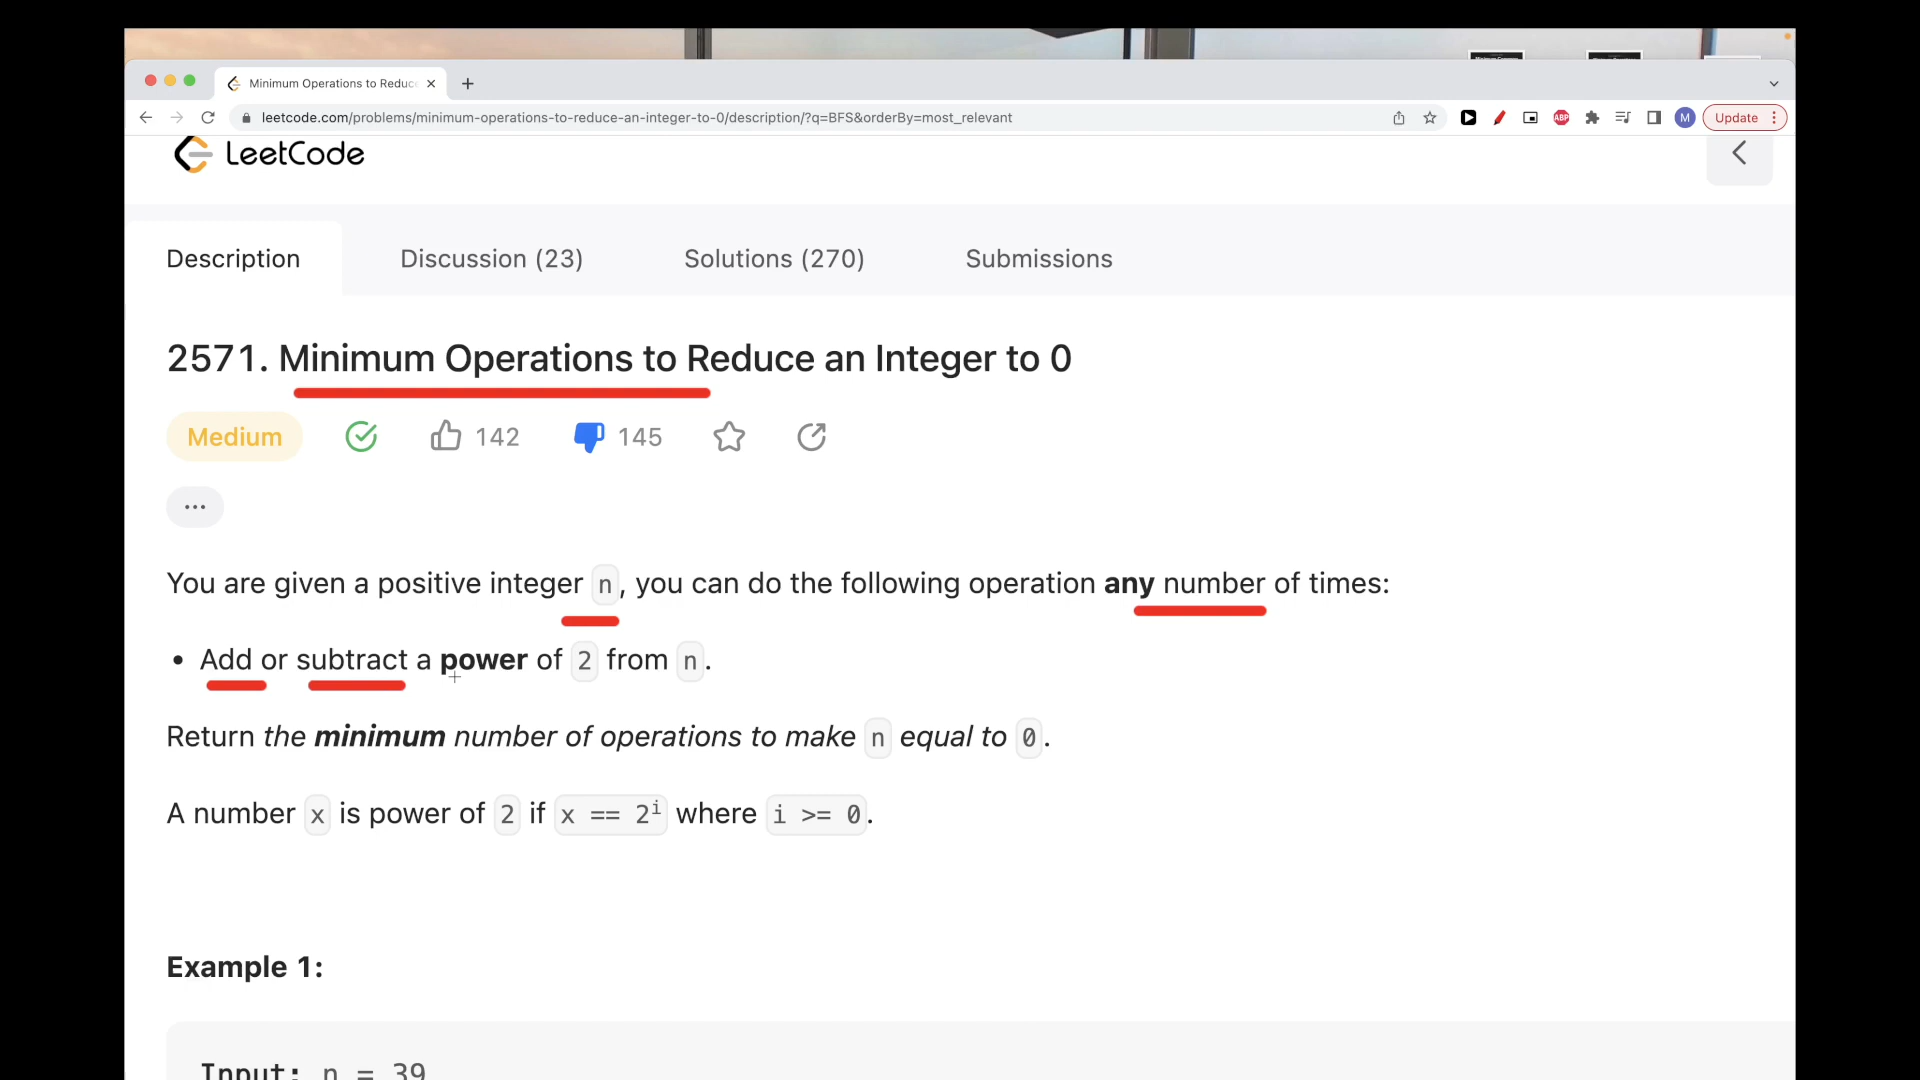 Minimum Operations to Reduc
leetcode.com/problems/minimum-operations-to-reduce-an-integer-to-0/description/?q=BFS&orderBy=most_relevant
ABP
M
Update
LeetCode
Description
Discussion (23)
Solutions (270)
Submissions
2571. Minimum Operations to Reduce an Integer to 0
Medium
142
145
You are given a positive integer n, you can do the following operation any number of times:
• Add or subtract a power of 2 from n.
Return the minimum number of operations to make n equal to 0.
A number x is power of 2 if x == 2^i where i >= 0.
Example 1:
Input: n = 39